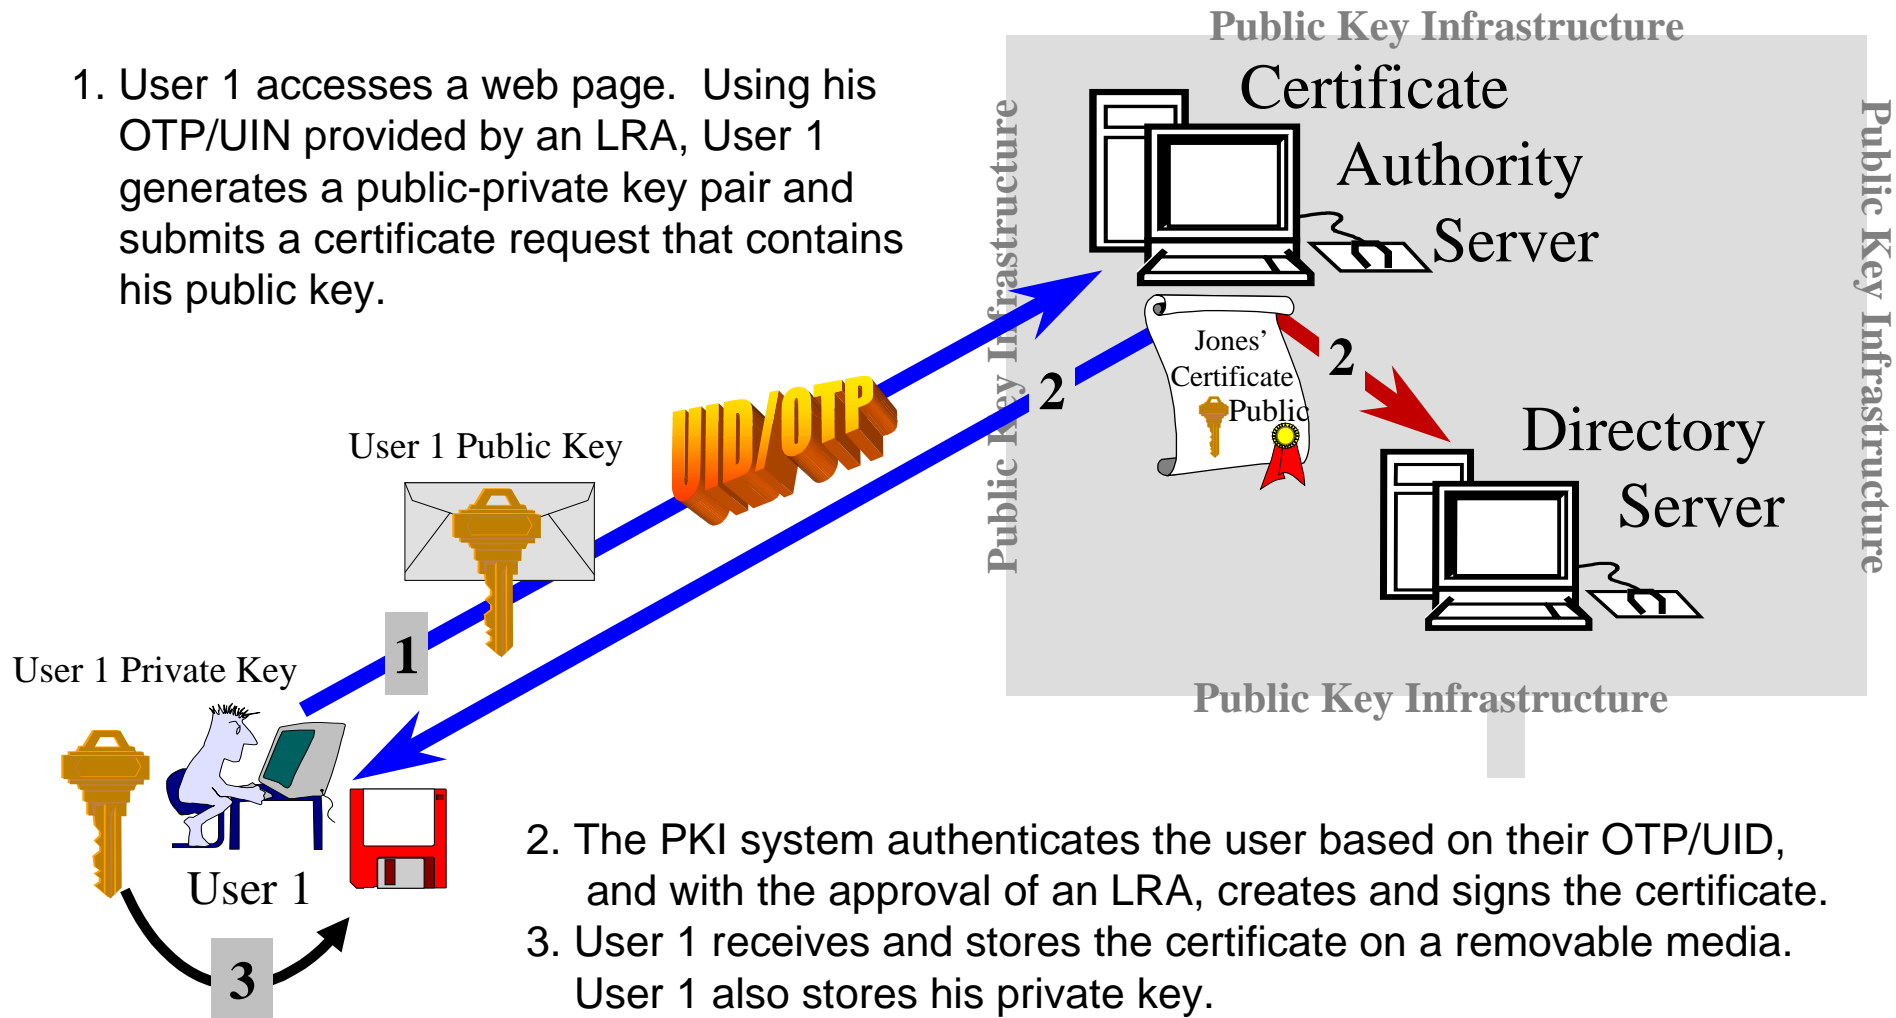 Public Key Infrastructure
1. User 1 accesses a web page.  Using his
OTP/UIN provided by an LRA, User 1
generates a public-private key pair and
submits a certificate request that contains
his public key.
Certificate
Authority
Server
Public Key Infrastructure
Public Key Infrastructure
Jones’
Certificate
Public
2
2
UID/OTP
User 1 Public Key
Directory
Server
1
User 1 Private Key
Public Key Infrastructure
User 1
3
2. The PKI system authenticates the user based on their OTP/UID,
and with the approval of an LRA, creates and signs the certificate.
3. User 1 receives and stores the certificate on a removable media.
User 1 also stores his private key.